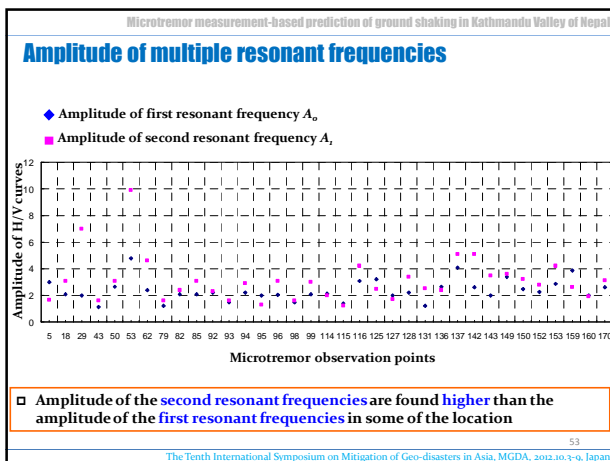 Microtremor measurement-based prediction of ground shaking in Kathmandu Valley of Nepal
Amplitude of multiple resonant frequencies
Amplitude of first resonant frequency A₀
Amplitude of second resonant frequency A₁
Amplitude of H/V curves
12
10
8
6
4
2
0
5 18 29 43 50 53 62 79 82 85 92 93 94 95 96 98 99 114 115 116 125 127 128 131 136 137 142 143 149 150 152 153 159 160 170
Microtremor observation points
Amplitude of the second resonant frequencies are found higher than the
amplitude of the first resonant frequencies in some of the location
53
The Tenth International Symposium on Mitigation of Geo-disasters in Asia, MGDA, 2012.10.3-9, Japan